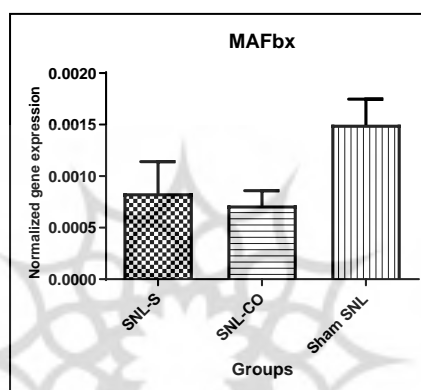 MAFbx
Normalized gene expression
0.0020
0.0015
0.0010
0.0005
0.0000
SNL-S
SNL-CO
Sham SNL
Groups